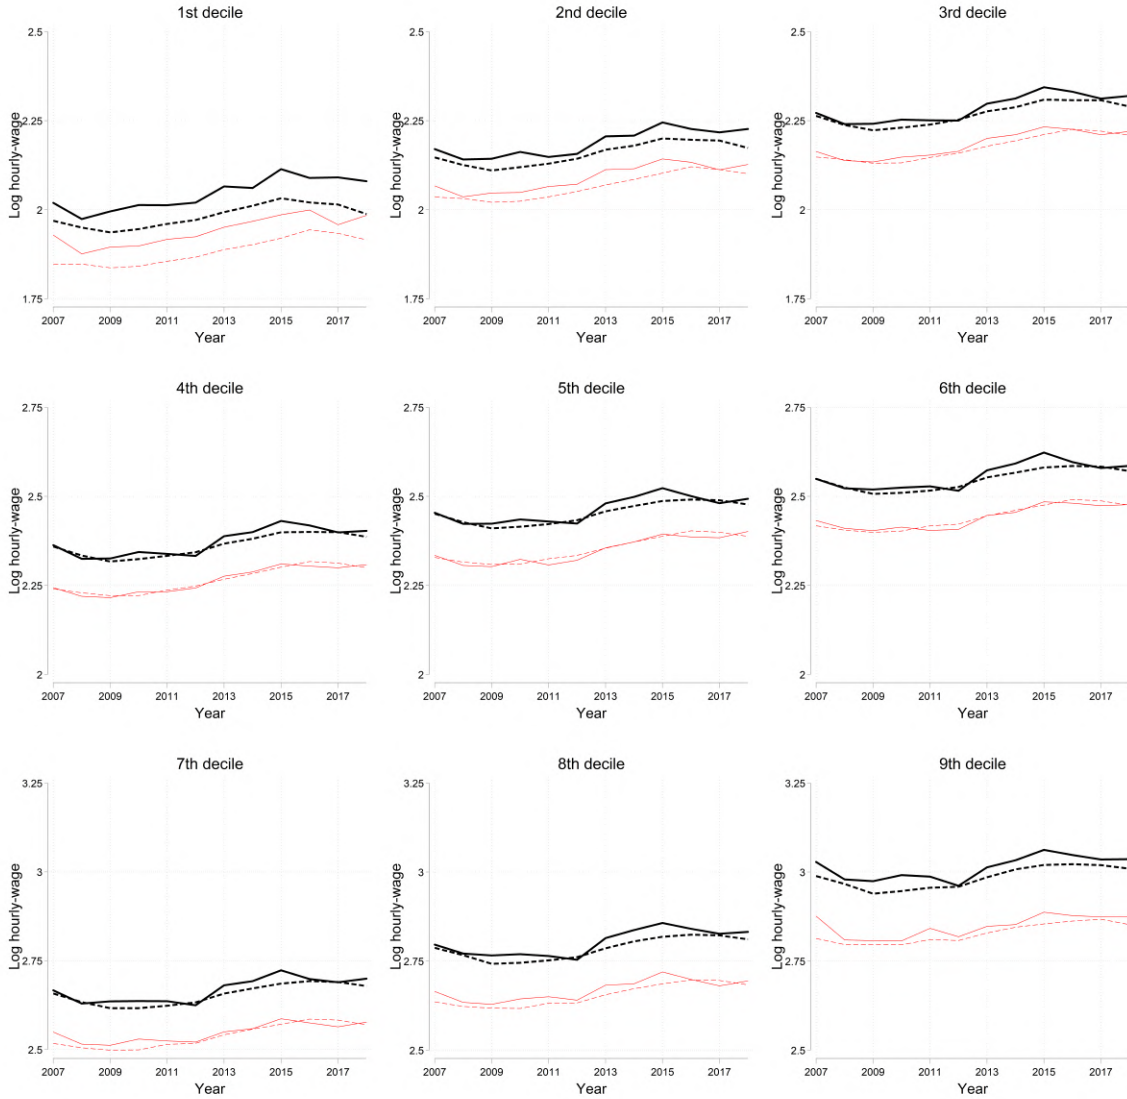 1st decile
2.5
2.25
2
1.75
Log hourly-wage
2007 2009 2011 2013 2015 2017
Year
2nd decile
2.5
2.25
2
1.75
Log hourly-wage
2007 2009 2011 2013 2015 2017
Year
3rd decile
2.5
2.25
2
1.75
Log hourly-wage
2007 2009 2011 2013 2015 2017
Year
4th decile
2.75
2.5
2.25
2
Log hourly-wage
2007 2009 2011 2013 2015 2017
Year
5th decile
2.75
2.5
2.25
2
Log hourly-wage
2007 2009 2011 2013 2015 2017
Year
6th decile
2.75
2.5
2.25
2
Log hourly-wage
2007 2009 2011 2013 2015 2017
Year
7th decile
3.25
3
2.75
2.5
Log hourly-wage
2007 2009 2011 2013 2015 2017
Year
8th decile
3.25
3
2.75
2.5
Log hourly-wage
2007 2009 2011 2013 2015 2017
Year
9th decile
3.25
3
2.75
2.5
Log hourly-wage
2007 2009 2011 2013 2015 2017
Year